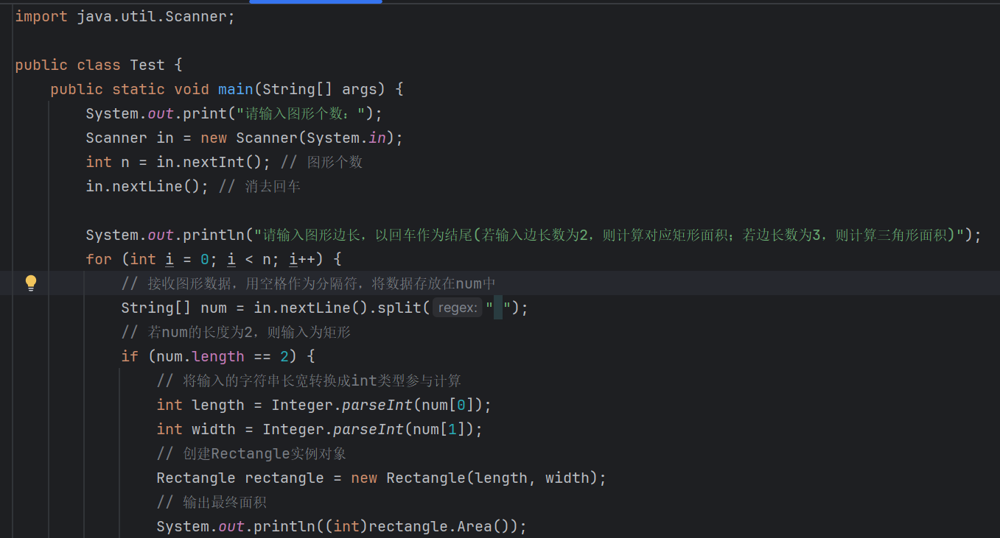 import java.util.Scanner;
public class Test {
public static void main(String[] args) {
System.out.print("请输入图形个数：");
Scanner in = new Scanner(System.in);
int n = in.nextInt(); // 图形个数
in.nextLine(); // 消去回车
System.out.println("请输入图形边长，以回车作为结尾(若输入边长数为2，则计算对应矩形面积；若边长数为3，则计算三角形面积)");
for (int i = 0; i < n; i++) {
// 接收图形数据，用空格作为分隔符，将数据存放在num中
String[] num = in.nextLine().split( regex: " ");
// 若num的长度为2，则输入为矩形
if (num.length == 2) {
// 将输入的字符串长宽转换成int类型参与计算
int length = Integer.parseInt(num[0]);
int width = Integer.parseInt(num[1]);
// 创建Rectangle实例对象
Rectangle rectangle = new Rectangle(length, width);
// 输出最终面积
System.out.println((int)rectangle.Area());